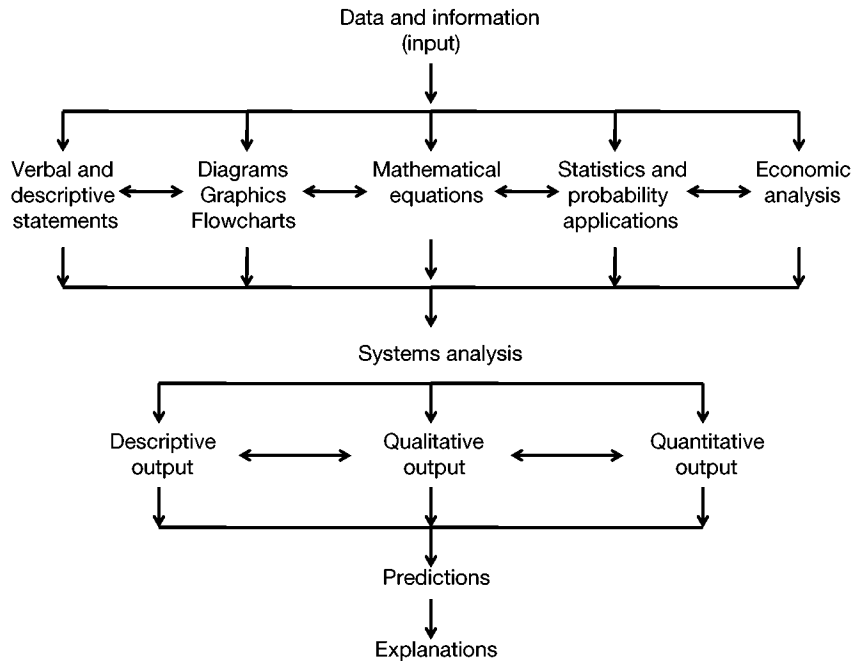 Data and information
(input)
Verbal and
descriptive
statements
Diagrams
Graphics
Flowcharts
Mathematical
equations
Statistics and
probability
applications
Economic
analysis
Systems analysis
Descriptive
output
Qualitative
output
Quantitative
output
Predictions
Explanations